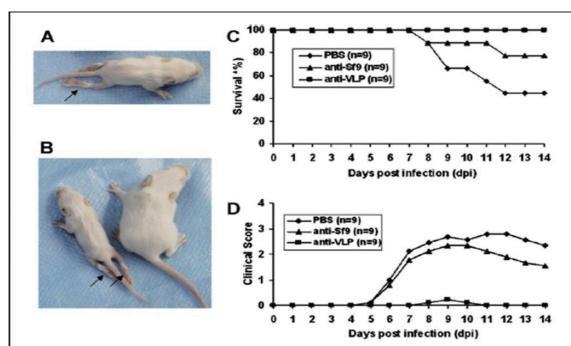 A
B
C
100
80
60
40
20
0
Survival (%)
PBS (n=9)
anti-Sf9 (n=9)
anti-VLP (n=9)
0 1 2 3 4 5 6 7 8 9 10 11 12 13 14
Days post infection (dpi)
D
4
3
2
1
0
Clinical Score
PBS (n=9)
anti-Sf9 (n=9)
anti-VLP (n=9)
0 1 2 3 4 5 6 7 8 9 10 11 12 13 14
Days post infection (dpi)